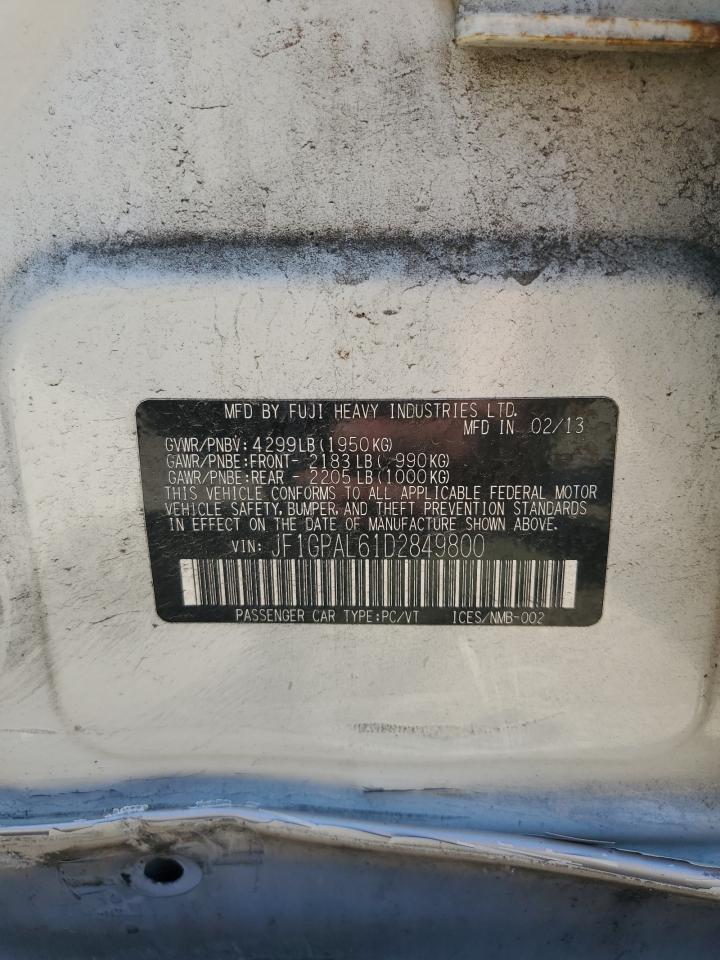 MFD BY FUJI HEAVY INDUSTRIES LTD.
MFD IN 02/13
GVWR/PNBV: 4299LB (1950KG)
GAWR/PNBE:FRONT- 2183 LB ( 990KG)
GAWR/PNBE:REAR - 2205 LB (1000KG)
THIS VEHICLE CONFORMS TO ALL APPLICABLE FEDERAL MOTOR
VEHICLE SAFETY, BUMPER, AND THEFT PREVENTION STANDARDS
IN EFFECT ON THE DATE OF MANUFACTURE SHOWN ABOVE.
VIN: JF1GPAL61D2849800
PASSENGER CAR TYPE:PC/VT ICES/NMB-002